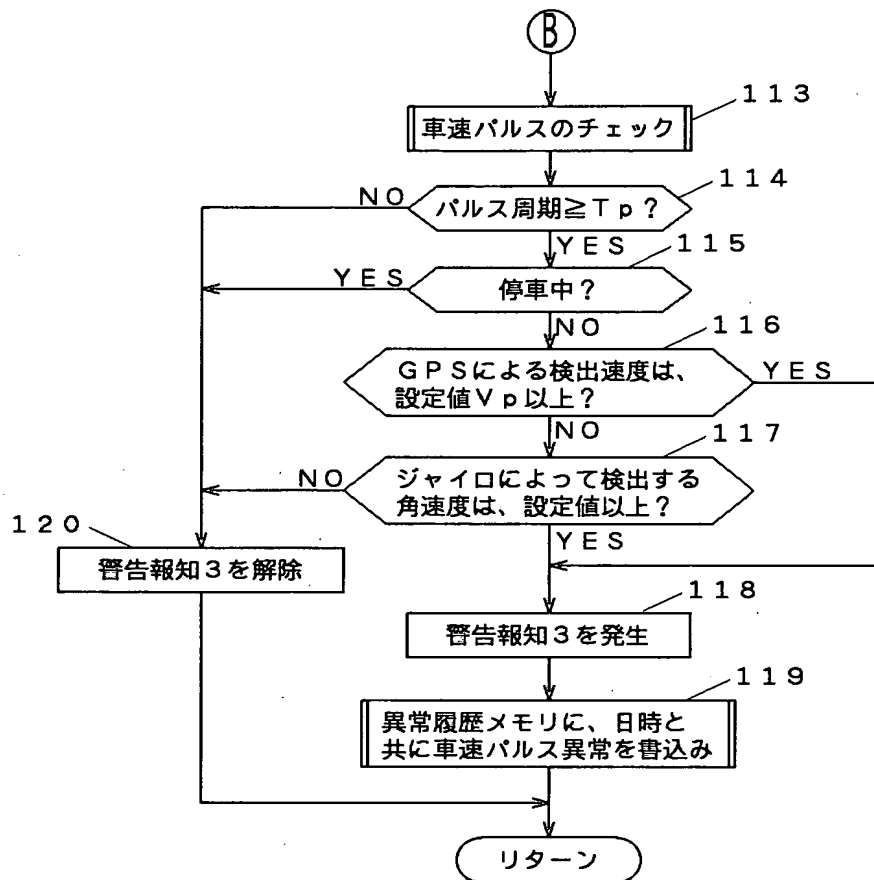 B
113
車速パルスのチェック
114
NO
パルス周期≧Tp?
YES
115
YES
停車中?
NO
116
GPSによる検出速度は、
設定値Vp以上?
YES
NO
117
NO
ジャイロによって検出する
角速度は、設定値以上?
YES
120
警告報知3を解除
118
警告報知3を発生
119
異常履歴メモリに、日時と
共に車速パルス異常を書込み
リターン